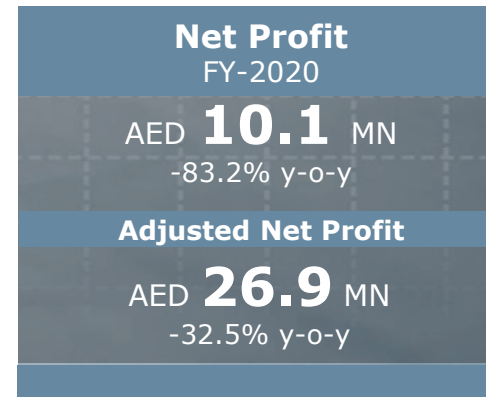 Net Profit
FY-2020
AED 10.1 MN
-83.2% y-o-y
Adjusted Net Profit
AED 26.9 MN
-32.5% y-o-y